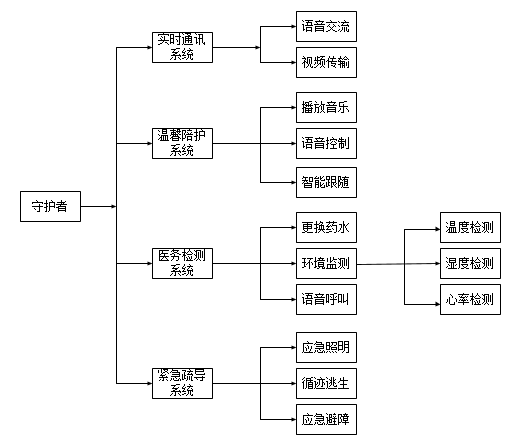 守护者
实时通讯
系统
语音交流
视频传输
温馨陪护
系统
播放音乐
语音控制
智能跟随
医务检测
系统
更换药水
环境监测
语音呼叫
温度检测
湿度检测
心率检测
紧急疏导
系统
应急照明
循迹逃生
应急避障